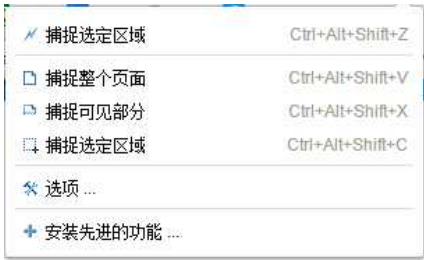 捕捉选定区域 Ctrl+Alt+Shift+Z
捕捉整个页面 Ctrl+Alt+Shift+V
捕捉可见部分 Ctrl+Alt+Shift+X
捕捉选定区域 Ctrl+Alt+Shift+C
选项 ...
安装先进的功能 ...